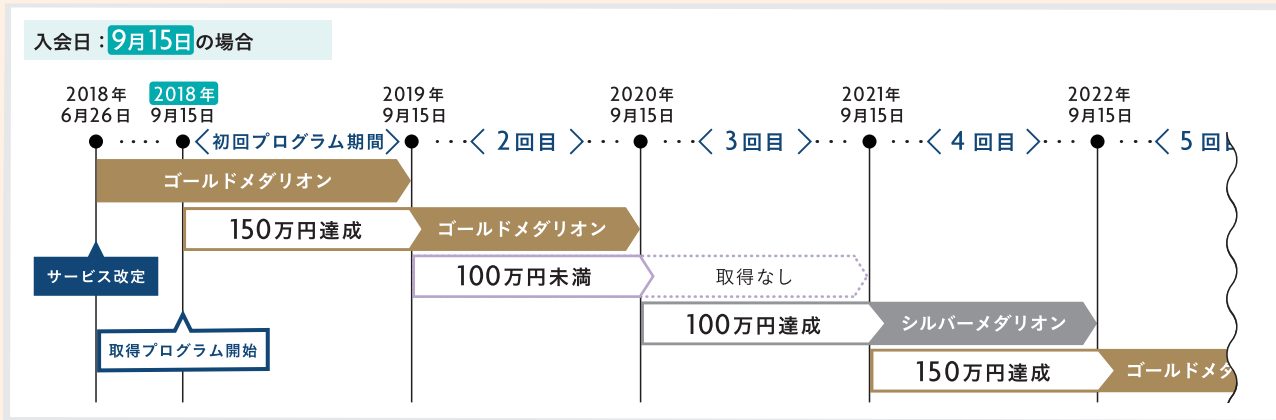 入会日：9月15日の場合
2018年 2018年 2019年 2020年 2021年 2022年
6月26日 9月15日 9月15日 9月15日 9月15日 9月15日
初回プログラム期間 2回目 3回目 4回目 5回
ゴールドメダリオン
150万円達成 ゴールドメダリオン
100万円未満 取得なし
サービス改定
100万円達成 シルバーメダリオン
取得プログラム開始
150万円達成 ゴールドメダ